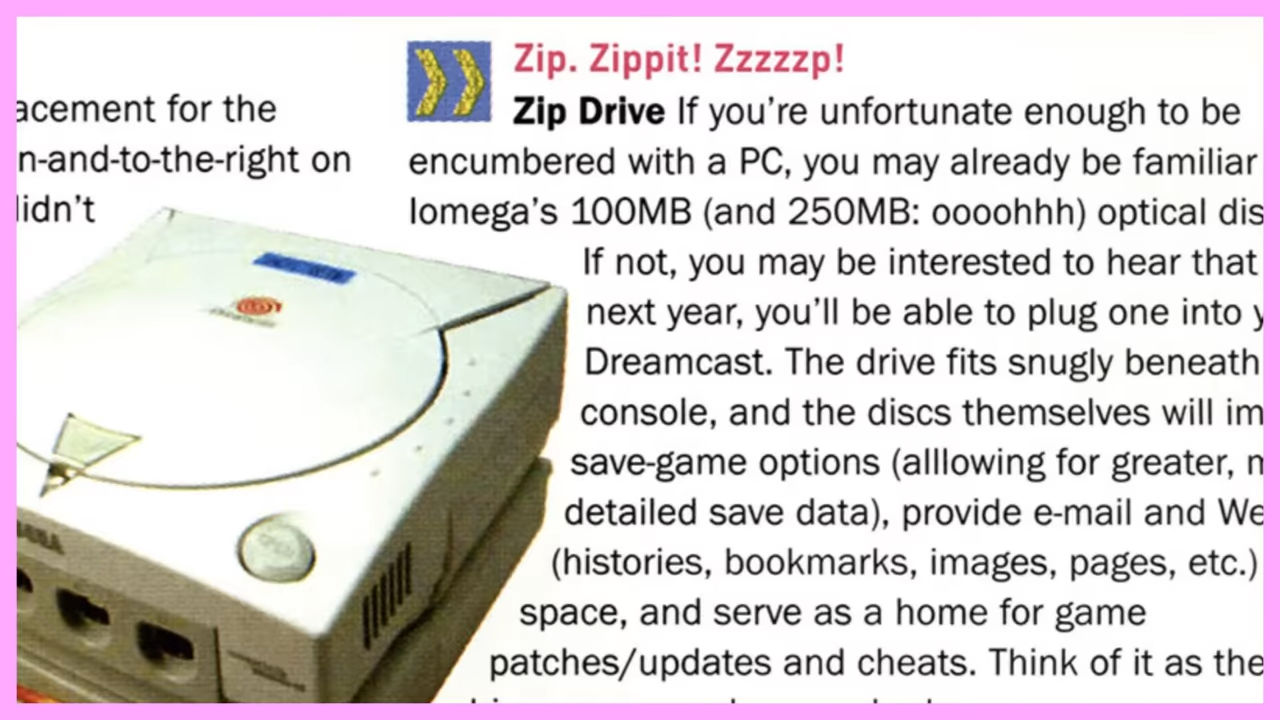 acement for the
n-and-to-the-right on
lidn't
Zip. Zippit! Zzzzzp!
Zip Drive If you're unfortunate enough to be
encumbered with a PC, you may already be familiar
Iomega's 100MB (and 250MB: oooohhh) optical dis
If not, you may be interested to hear that
next year, you'll be able to plug one into y
Dreamcast. The drive fits snugly beneath
console, and the discs themselves will im
save-game options (alllowing for greater, m
detailed save data), provide e-mail and We
(histories, bookmarks, images, pages, etc.)
space, and serve as a home for game
patches/updates and cheats. Think of it as the
SEGA